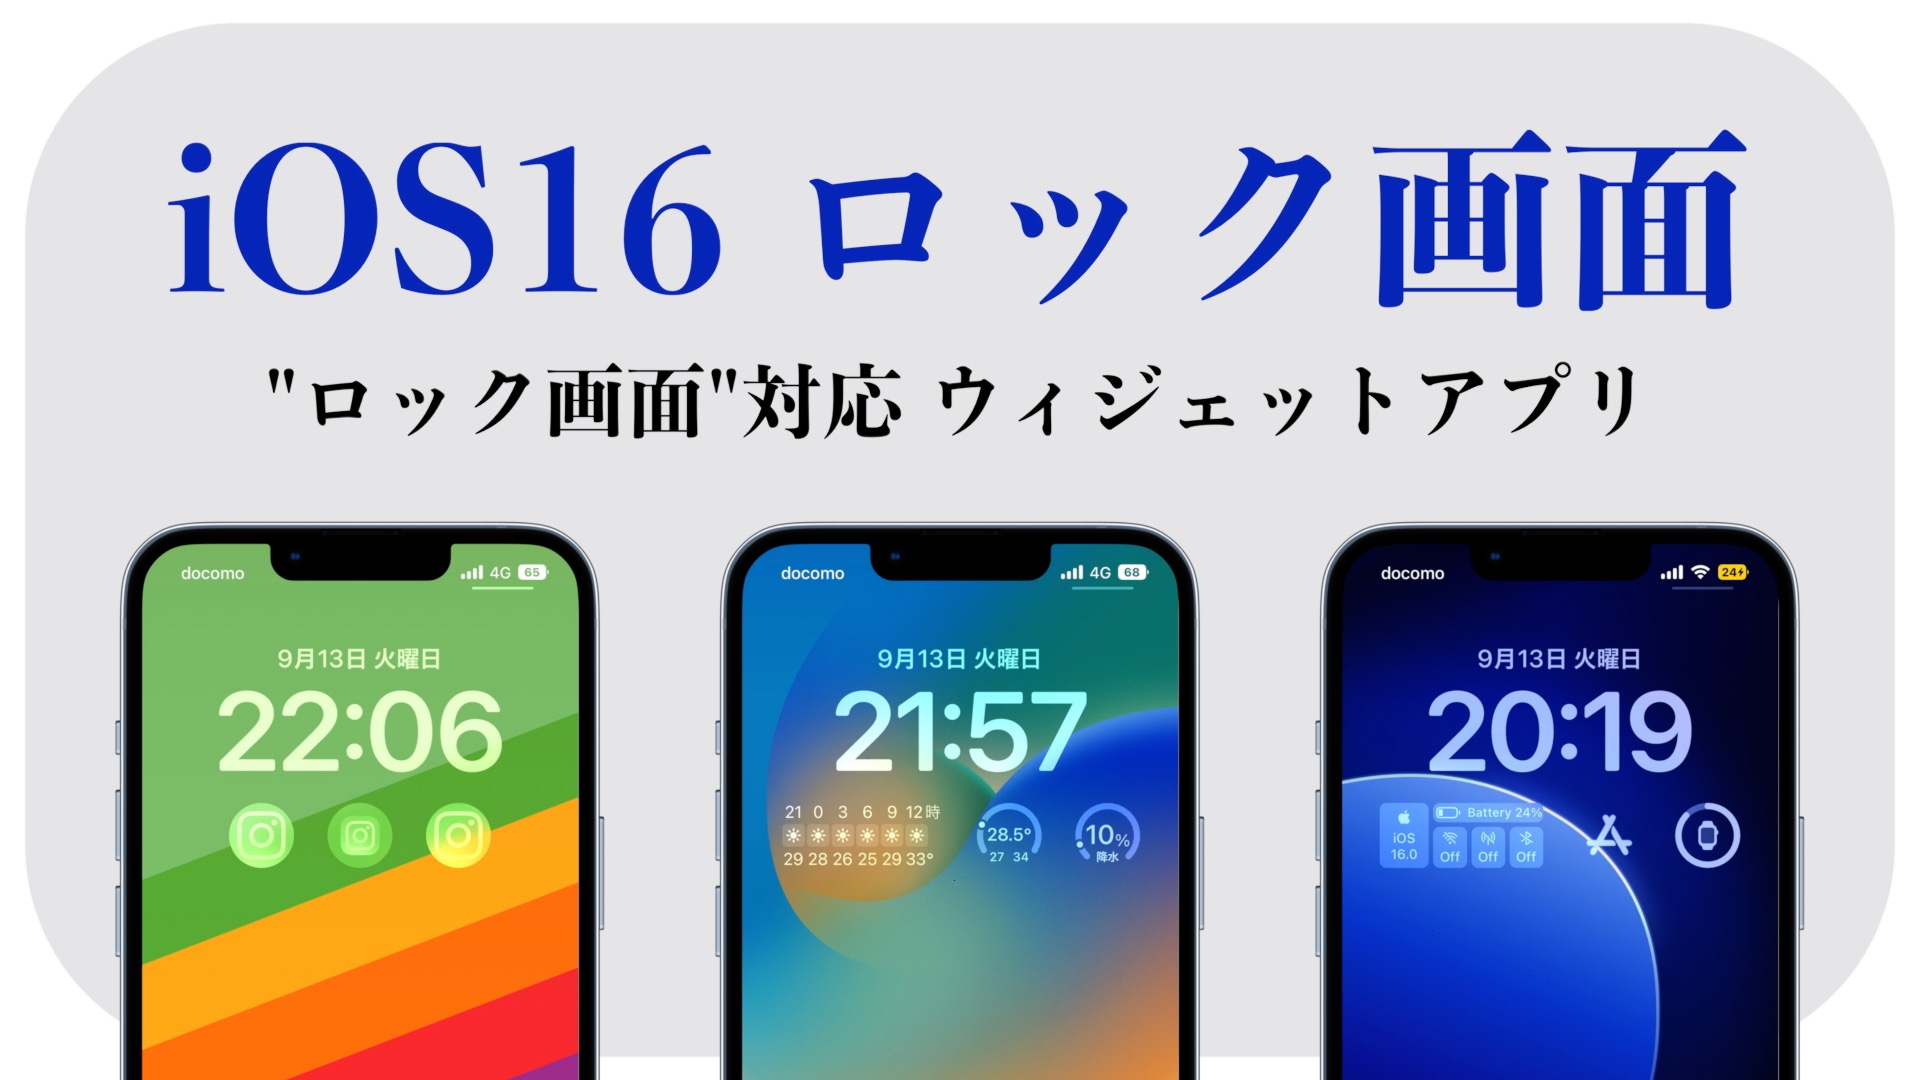 iOS16 ロック画面
"ロック画面"対応 ウィジェットアプリ
docomo 4G 65
9月13日 火曜日
22:06
docomo 4G 68
9月13日 火曜日
21:57
21 0 3 6 9 12時
29 28 26 25 29 33°
28.5°
27 34
10%
降水
docomo 24
9月13日 火曜日
20:19
iOS
16.0
Battery 24%
Off Off Off